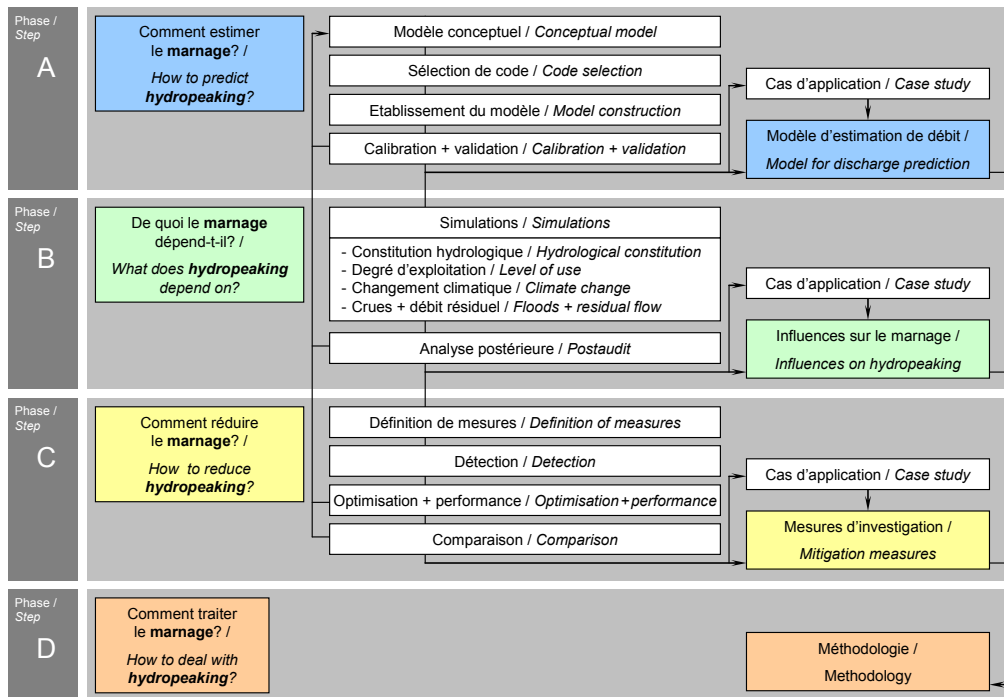 Phase /
Step
A
Comment estimer
le marnage? /
How to predict
hydropeaking?
Modèle conceptuel / Conceptual model
Sélection de code / Code selection
Etablissement du modèle / Model construction
Calibration + validation / Calibration + validation
Cas d'application / Case study
Modèle d'estimation de débit /
Model for discharge prediction
Phase /
Step
B
De quoi le marnage
dépend-t-il? /
What does hydropeaking
depend on?
Simulations / Simulations
- Constitution hydrologique / Hydrological constitution
- Degré d'exploitation / Level of use
- Changement climatique / Climate change
- Crues + débit résiduel / Floods + residual flow
Analyse postérieure / Postaudit
Cas d'application / Case study
Influences sur le marnage /
Influences on hydropeaking
Phase /
Step
C
Comment réduire
le marnage? /
How to reduce
hydropeaking?
Définition de mesures / Definition of measures
Détection / Detection
Optimisation + performance / Optimisation + performance
Comparaison / Comparison
Cas d'application / Case study
Mesures d'investigation /
Mitigation measures
Phase /
Step
D
Comment traiter
le marnage? /
How to deal with
hydropeaking?
Méthodologie /
Methodology